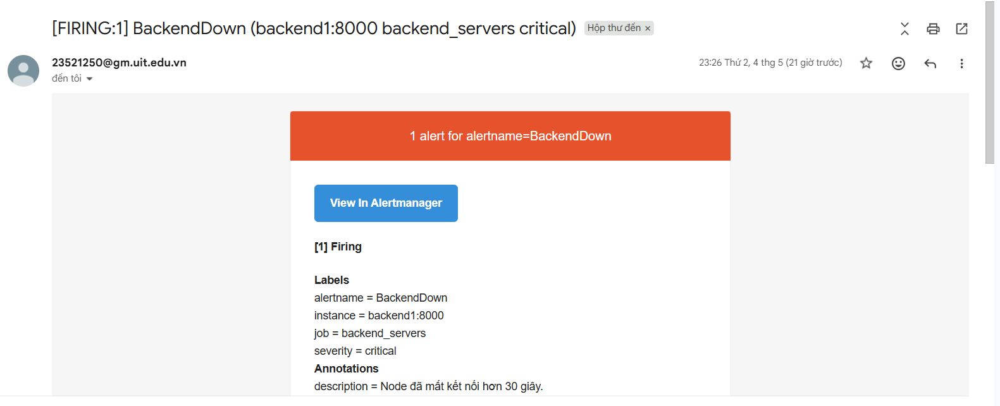 [FIRING:1] BackendDown (backend1:8000 backend_servers critical) Hộp thư đến ×
23521250@gm.uit.edu.vn 23:26 Thứ 2, 4 thg 5 (21 giờ trước)
đến tôi
1 alert for alertname=BackendDown
View In Alertmanager
[1] Firing
Labels
alertname = BackendDown
instance = backend1:8000
job = backend_servers
severity = critical
Annotations
description = Node đã mất kết nối hơn 30 giây.